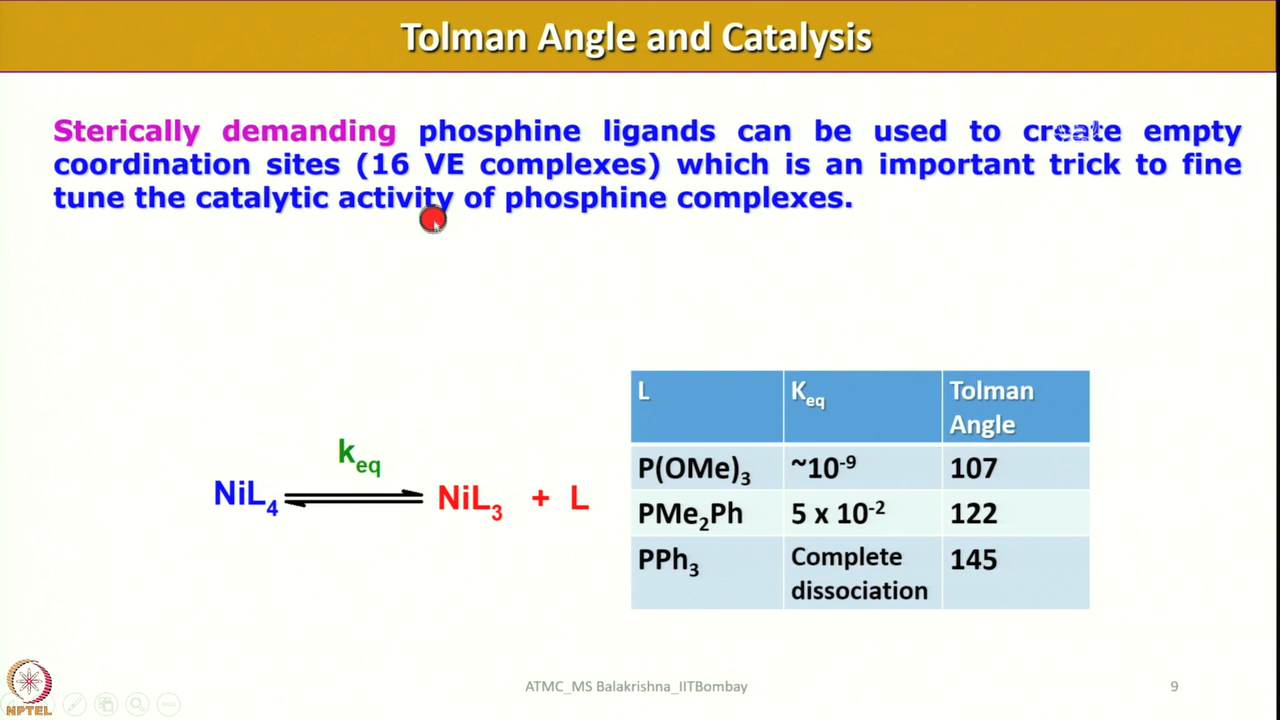 Tolman Angle and Catalysis
Sterically demanding phosphine ligands can be used to create empty
coordination sites (16 VE complexes) which is an important trick to fine
tune the catalytic activity of phosphine complexes.
k_eq
NiL₄ ⇌ NiL₃ + L
L K_eq Tolman
Angle
P(OMe)₃ ~10⁻⁹ 107
PMe₂Ph 5 x 10⁻² 122
PPh₃ Complete 145
dissociation
NPTEL
ATMC_MS Balakrishna_IITBombay
9